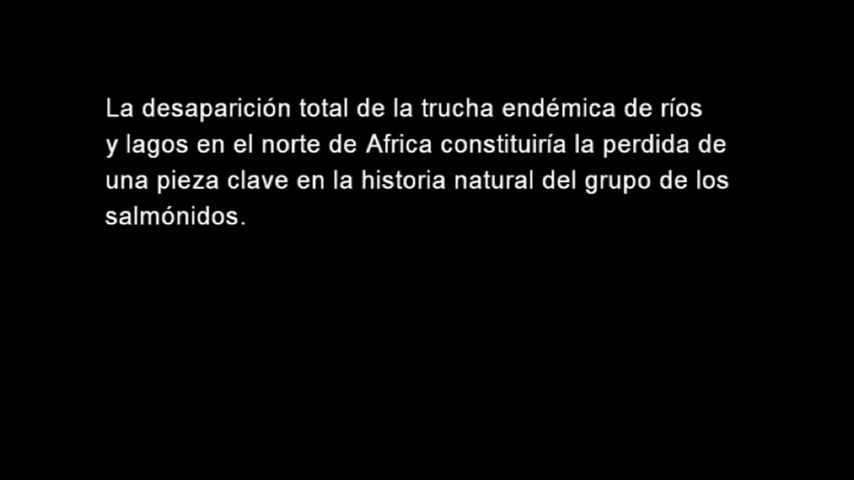 La desaparición total de la trucha endémica de ríos
y lagos en el norte de Africa constituiría la perdida de
una pieza clave en la historia natural del grupo de los
salmónidos.